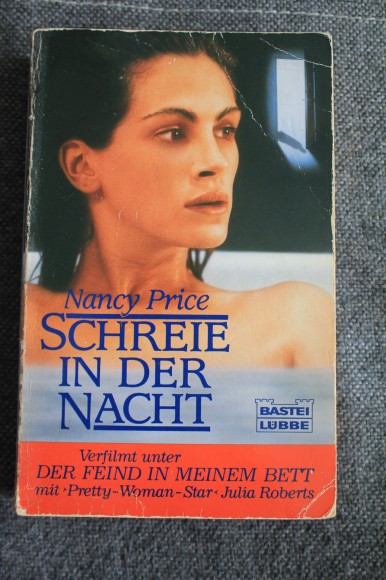 Nancy Price
SCHREIE
IN DER
NACHT
BASTEI
LÜBBE
Verfilmt unter
DER FEIND IN MEINEM BETT
mit ›Pretty-Woman-Star‹ Julia Roberts